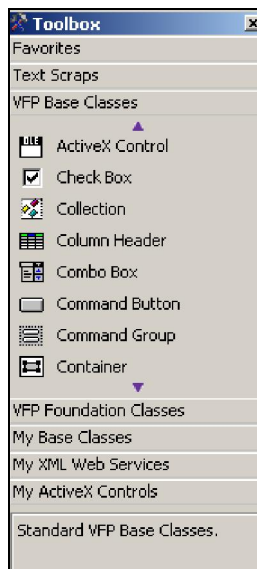 Toolbox
Favorites
Text Scraps
VFP Base Classes
OLE
ActiveX Control
Check Box
Collection
Column Header
Combo Box
Command Button
Command Group
Container
VFP Foundation Classes
My Base Classes
My XML Web Services
My ActiveX Controls
Standard VFP Base Classes.